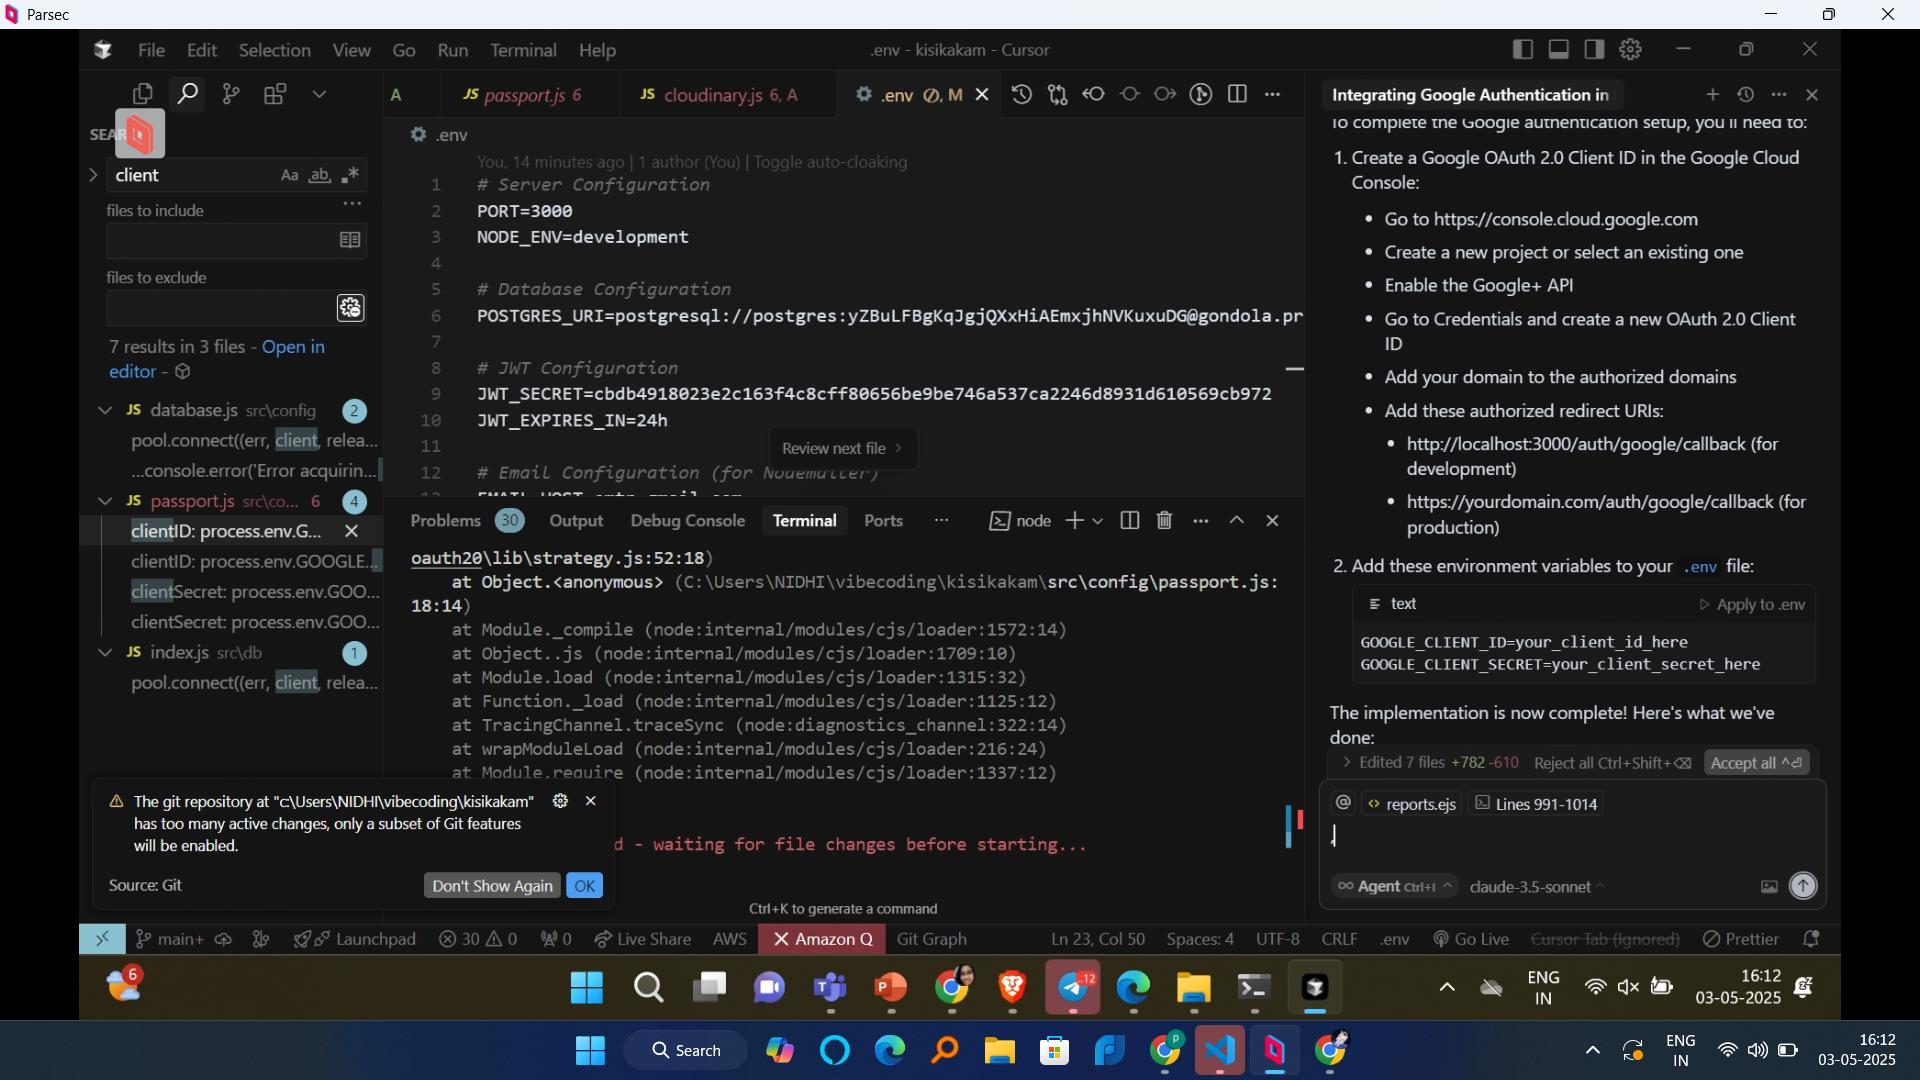 Parsec
File Edit Selection View Go Run Terminal Help
.env - kisikakam - Cursor
A
JS passport.js 6
JS cloudinary.js 6, A
.env M
SEAR
client
Aa ab
files to include
files to exclude
7 results in 3 files - Open in
editor -
JS database.js src\config 2
pool.connect((err, client, relea...
...console.error('Error acquirin...
JS passport.js src\co... 6 4
clientID: process.env.G...
clientID: process.env.GOOGLE...
clientSecret: process.env.GOO...
clientSecret: process.env.GOO...
JS index.js src\db 1
pool.connect((err, client, relea...
.env
You, 14 minutes ago | 1 author (You) | Toggle auto-cloaking
1 # Server Configuration
2 PORT=3000
3 NODE_ENV=development
4
5 # Database Configuration
6 POSTGRES_URI=postgresql://postgres:yZBuLFBgKqJgjQXxHiAEmxjhNVKuxuDG@gondola.pr
7
8 # JWT Configuration
9 JWT_SECRET=cbdb4918023e2c163f4c8cff80656be9be746a537ca2246d8931d610569cb972
10 JWT_EXPIRES_IN=24h
11
Review next file
12 # Email Configuration (for Nodemailer)
Problems 30 Output Debug Console Terminal Ports ... node
oauth20\lib\strategy.js:52:18)
at Object.<anonymous> (C:\Users\NIDHI\vibecoding\kisikakam\src\config\passport.js:
18:14)
at Module._compile (node:internal/modules/cjs/loader:1572:14)
at Object..js (node:internal/modules/cjs/loader:1709:10)
at Module.load (node:internal/modules/cjs/loader:1315:32)
at Function._load (node:internal/modules/cjs/loader:1125:12)
at TracingChannel.traceSync (node:diagnostics_channel:322:14)
at wrapModuleLoad (node:internal/modules/cjs/loader:216:24)
at Module.require (node:internal/modules/cjs/loader:1337:12)
d - waiting for file changes before starting...
Ctrl+K to generate a command
The git repository at "c:\Users\NIDHI\vibecoding\kisikakam"
has too many active changes, only a subset of Git features
will be enabled.
Source: Git
Don't Show Again OK
Integrating Google Authentication in
To complete the Google authentication setup, you'll need to:
1. Create a Google OAuth 2.0 Client ID in the Google Cloud
Console:
• Go to https://console.cloud.google.com
• Create a new project or select an existing one
• Enable the Google+ API
• Go to Credentials and create a new OAuth 2.0 Client
ID
• Add your domain to the authorized domains
• Add these authorized redirect URIs:
• http://localhost:3000/auth/google/callback (for
development)
• https://yourdomain.com/auth/google/callback (for
production)
2. Add these environment variables to your .env file:
text
Apply to .env
GOOGLE_CLIENT_ID=your_client_id_here
GOOGLE_CLIENT_SECRET=your_client_secret_here
The implementation is now complete! Here's what we've
done:
Edited 7 files +782 -610 Reject all Ctrl+Shift+⌫ Accept all ^⏎
@ reports.ejs Lines 991-1014
Agent Ctrl+I claude-3.5-sonnet
main+ Launchpad 30 0 0 Live Share AWS Amazon Q Git Graph
Ln 23, Col 50 Spaces: 4 UTF-8 CRLF .env Go Live Cursor Tab (Ignored) Prettier
6
12
ENG
IN
16:12
03-05-2025
Search
P
ENG
IN
16:12
03-05-2025